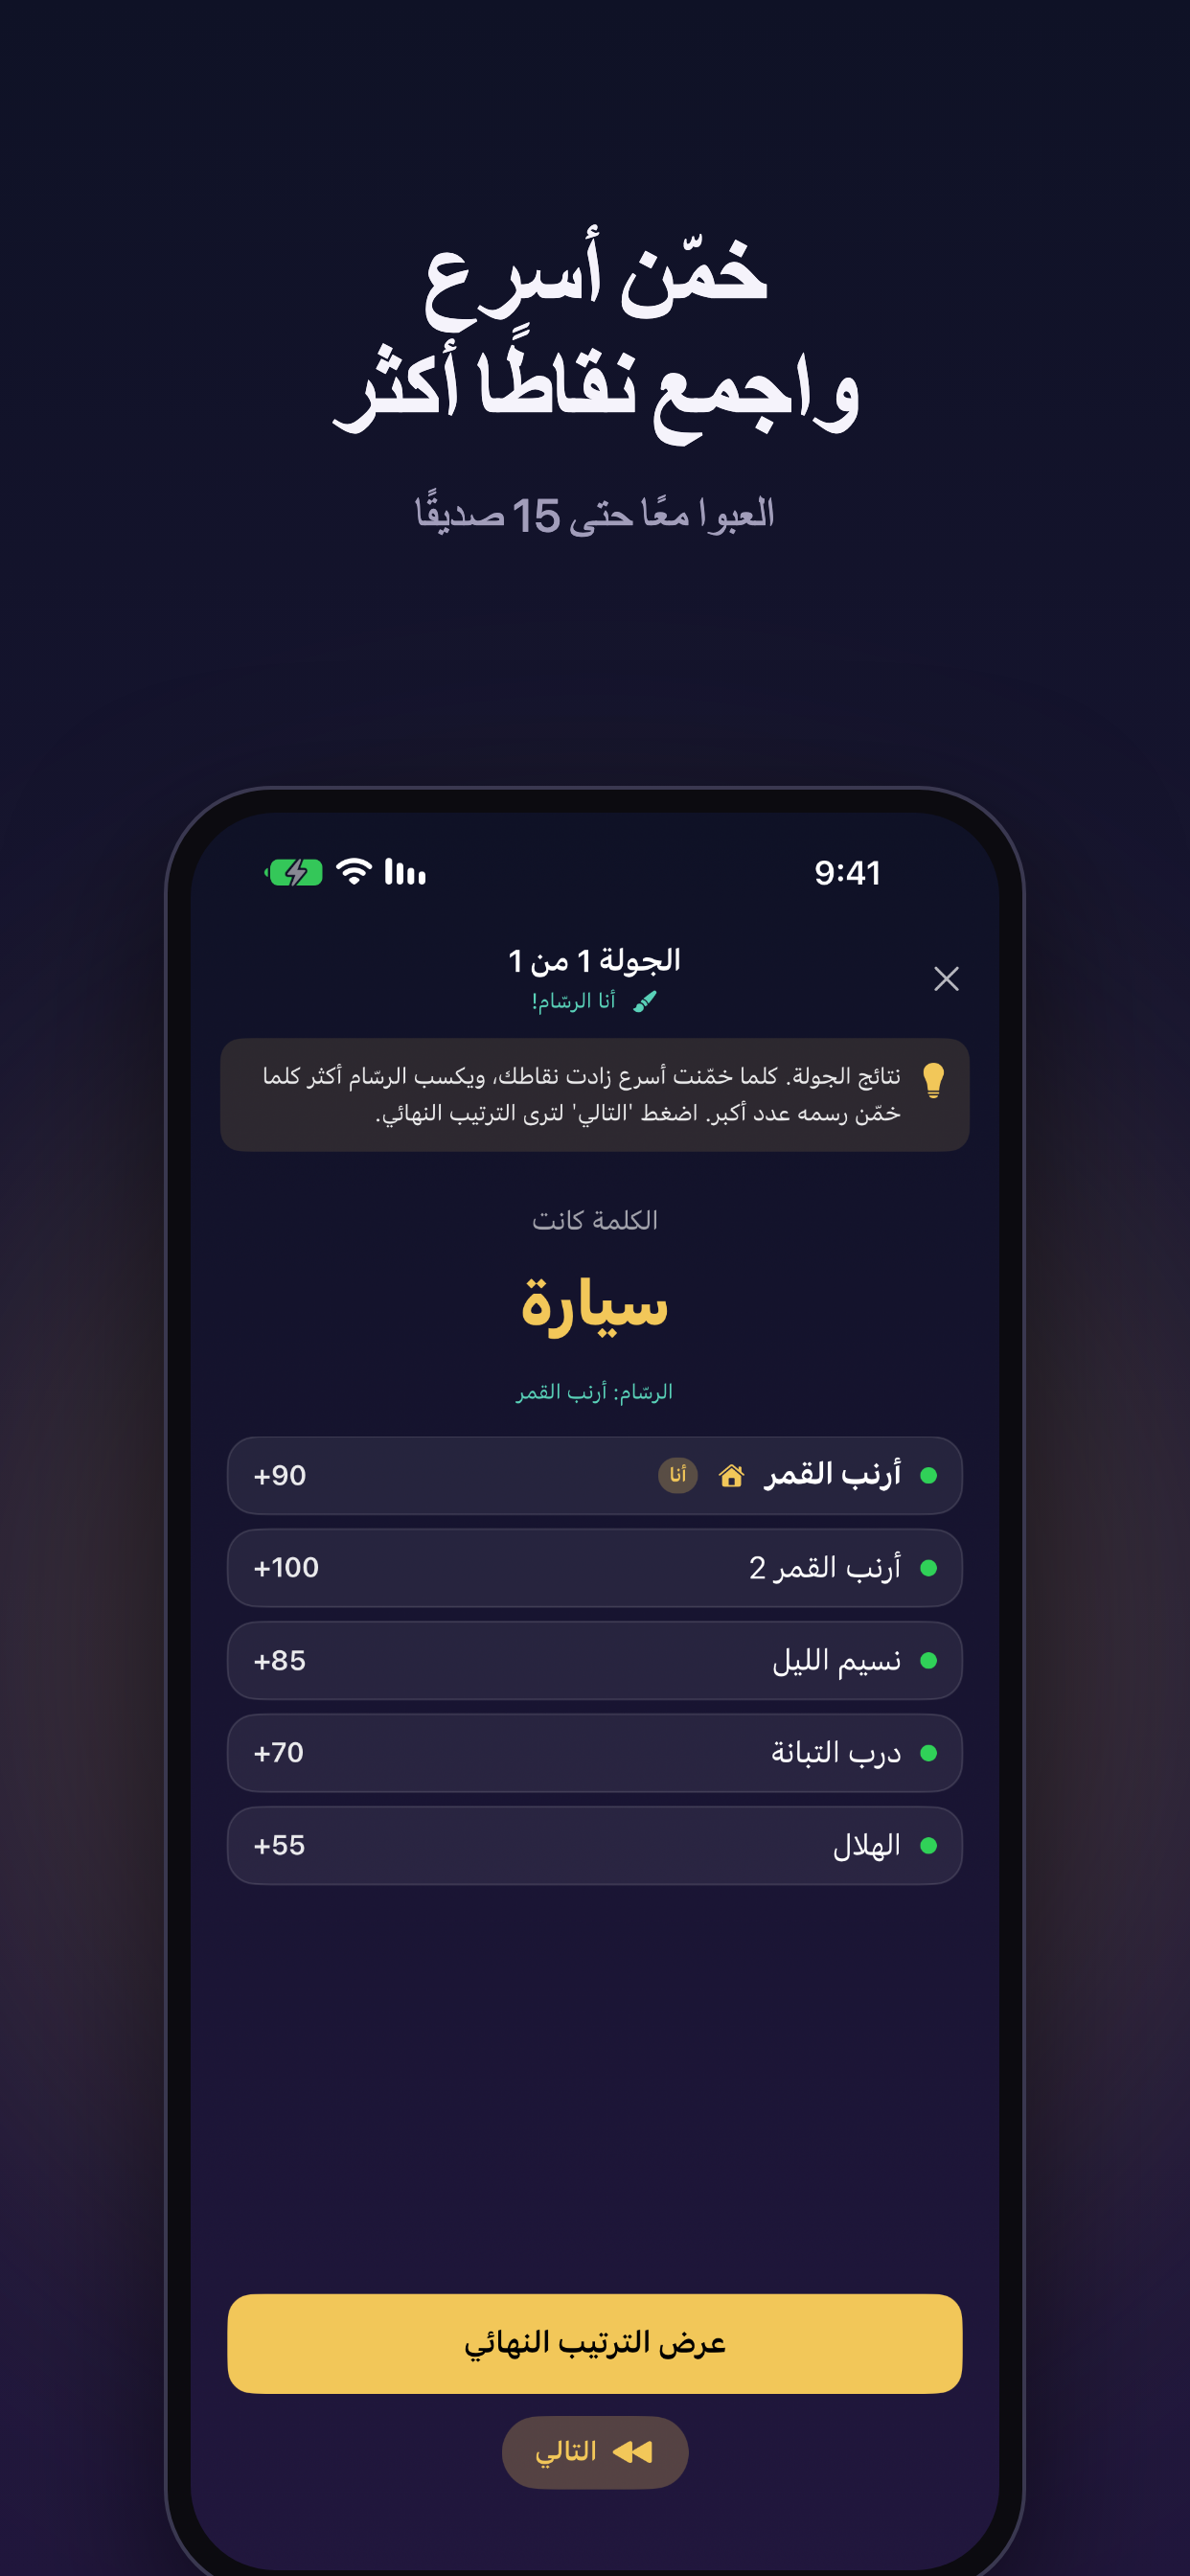 خمّن أسرع
واجمع نقاطًا أكثر
العبوا معًا حتى 15 صديقًا
9:41
الجولة 1 من 1
أنا الرسّام!
نتائج الجولة. كلما خمّنت أسرع زادت نقاطك، ويكسب الرسّام أكثر كلما
خمّن رسمه عدد أكبر. اضغط 'التالي' لترى الترتيب النهائي.
الكلمة كانت
سيارة
الرسّام: أرنب القمر
أرنب القمر أنا +90
أرنب القمر 2 +100
نسيم الليل +85
درب التبانة +70
الهلال +55
عرض الترتيب النهائي
التالي